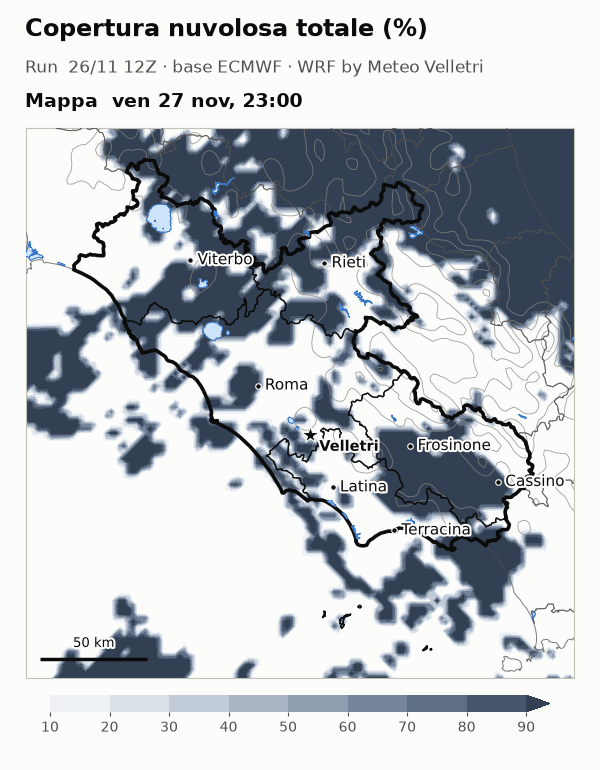 Copertura nuvolosa totale (%)
Run  26/11 12Z · base ECMWF · WRF by Meteo Velletri
Mappa  ven 27 nov, 23:00
Viterbo
Rieti
Roma
Velletri
Frosinone
Cassino
Latina
Terracina
50 km
10 20 30 40 50 60 70 80 90